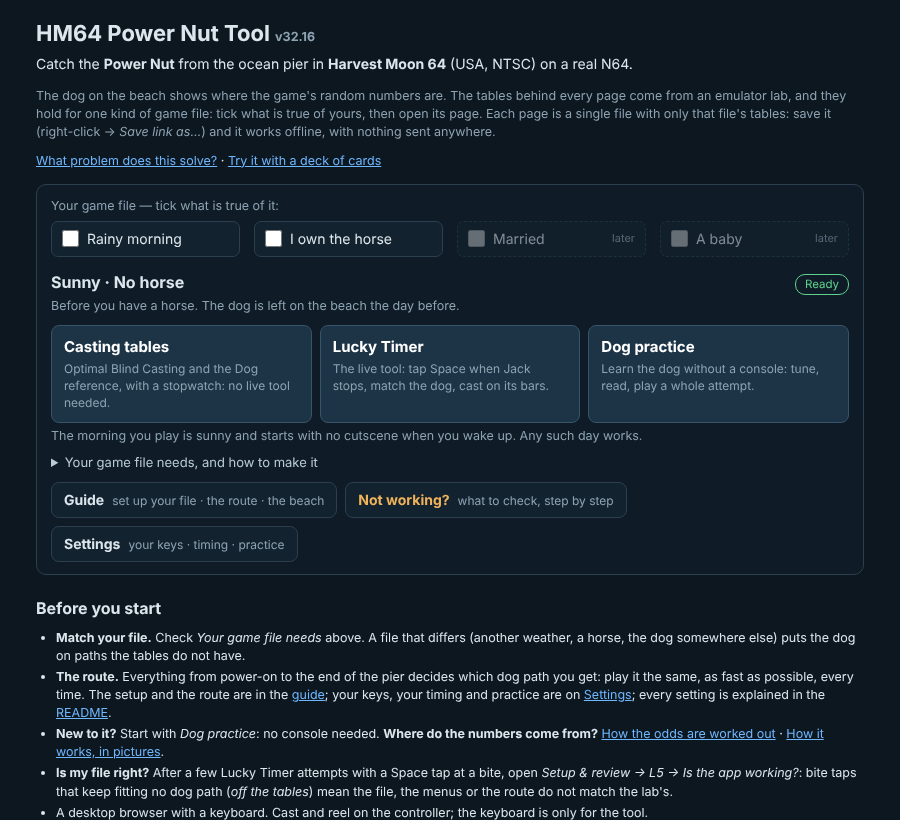 HM64 Power Nut Tool v32.16
Catch the Power Nut from the ocean pier in Harvest Moon 64 (USA, NTSC) on a real N64.
The dog on the beach shows where the game's random numbers are. The tables behind every page come from an emulator lab, and they
hold for one kind of game file: tick what is true of yours, then open its page. Each page is a single file with only that file's tables: save it
(right-click → Save link as…) and it works offline, with nothing sent anywhere.
What problem does this solve? · Try it with a deck of cards
Your game file — tick what is true of it:
Rainy morning
I own the horse
Married later
A baby later
Sunny · No horse
Ready
Before you have a horse. The dog is left on the beach the day before.
Casting tables
Optimal Blind Casting and the Dog
reference, with a stopwatch: no live tool
needed.
Lucky Timer
The live tool: tap Space when Jack
stops, match the dog, cast on its bars.
Dog practice
Learn the dog without a console: tune,
read, play a whole attempt.
The morning you play is sunny and starts with no cutscene when you wake up. Any such day works.
▶ Your game file needs, and how to make it
Guide set up your file · the route · the beach
Not working? what to check, step by step
Settings your keys · timing · practice
Before you start
• Match your file. Check Your game file needs above. A file that differs (another weather, a horse, the dog somewhere else) puts the dog
on paths the tables do not have.
• The route. Everything from power-on to the end of the pier decides which dog path you get: play it the same, as fast as possible, every
time. The setup and the route are in the guide; your keys, your timing and practice are on Settings; every setting is explained in the
README.
• New to it? Start with Dog practice: no console needed. Where do the numbers come from? How the odds are worked out · How it
works, in pictures.
• Is my file right? After a few Lucky Timer attempts with a Space tap at a bite, open Setup & review → L5 → Is the app working?: bite taps
that keep fitting no dog path (off the tables) mean the file, the menus or the route do not match the lab's.
• A desktop browser with a keyboard. Cast and reel on the controller; the keyboard is only for the tool.